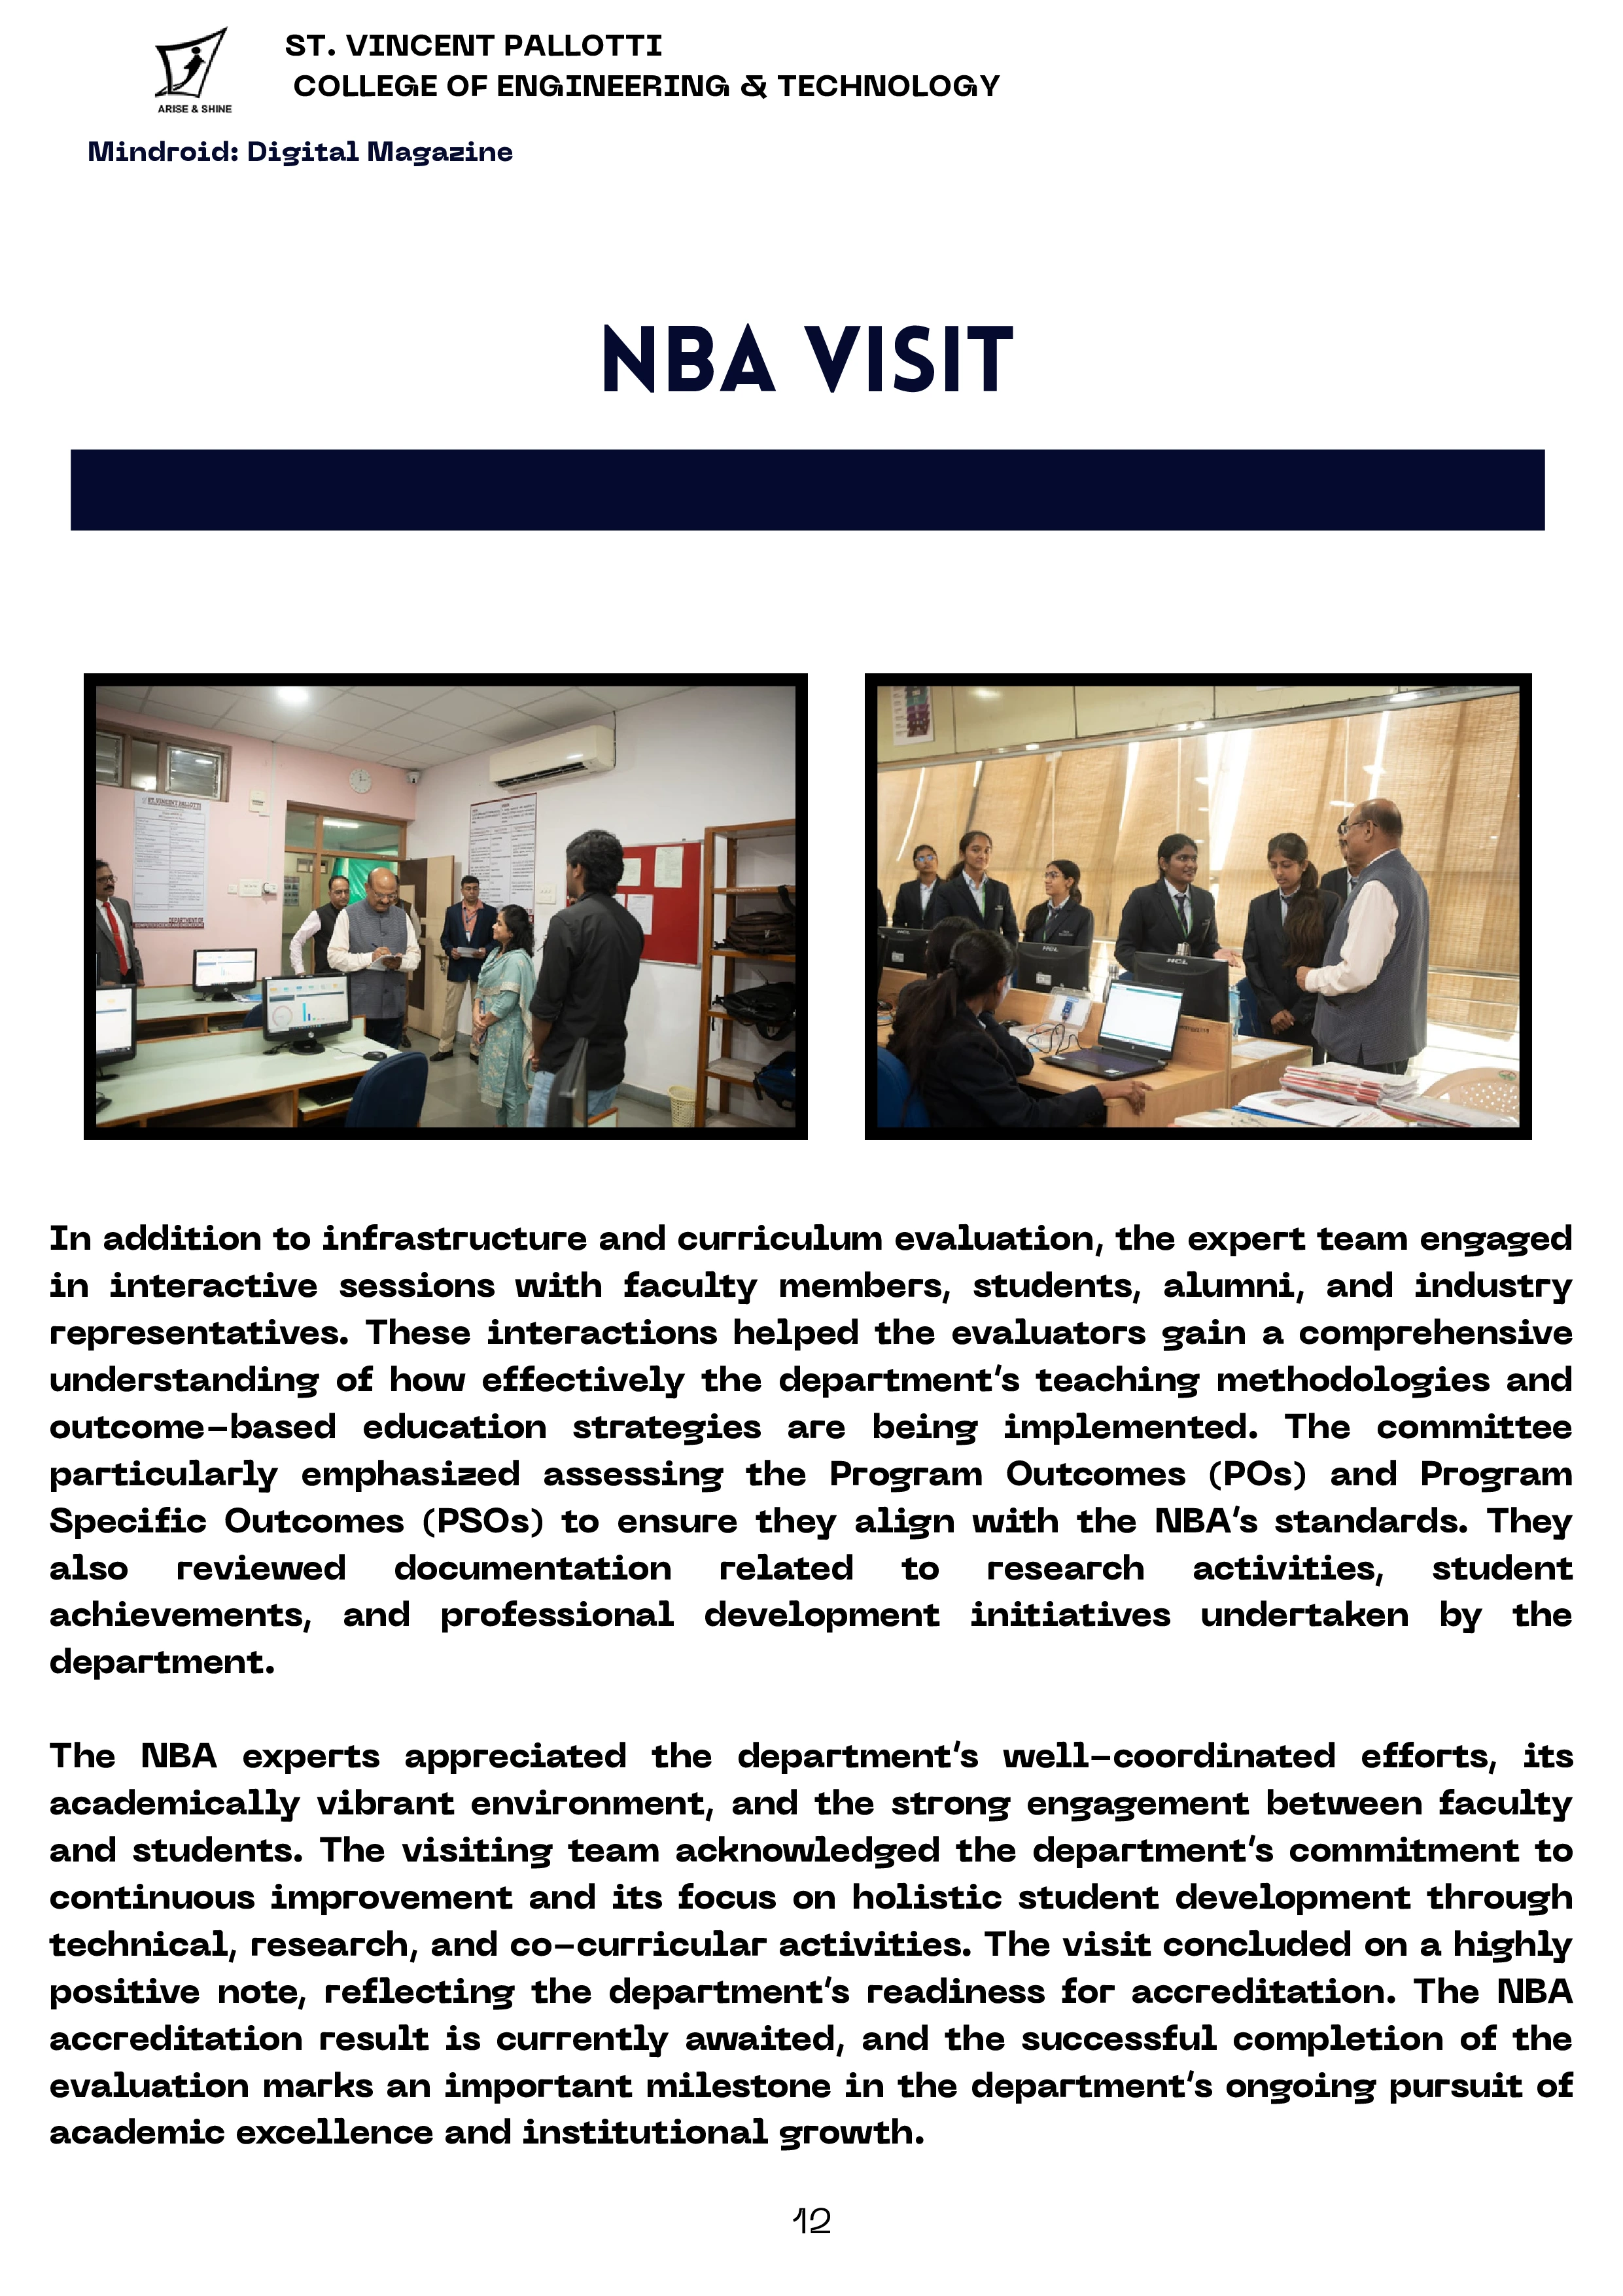 ARISE & SHINE
ST. VINCENT PALLOTTI
COLLEGE OF ENGINEERING & TECHNOLOGY
Mindroid: Digital Magazine
NBA VISIT
ST. VINCENT PALLOTTI
DEPARTMENT OF
HCL
HCL
HCL
In addition to infrastructure and curriculum evaluation, the expert team engaged
in interactive sessions with faculty members, students, alumni, and industry
representatives. These interactions helped the evaluators gain a comprehensive
understanding of how effectively the department's teaching methodologies and
outcome-based education strategies are being implemented. The committee
particularly emphasized assessing the Program Outcomes (POs) and Program
Specific Outcomes (PSOs) to ensure they align with the NBA's standards. They
also reviewed documentation related to research activities, student
achievements, and professional development initiatives undertaken by the
department.
The NBA experts appreciated the department's well-coordinated efforts, its
academically vibrant environment, and the strong engagement between faculty
and students. The visiting team acknowledged the department's commitment to
continuous improvement and its focus on holistic student development through
technical, research, and co-curricular activities. The visit concluded on a highly
positive note, reflecting the department's readiness for accreditation. The NBA
accreditation result is currently awaited, and the successful completion of the
evaluation marks an important milestone in the department's ongoing pursuit of
academic excellence and institutional growth.
12